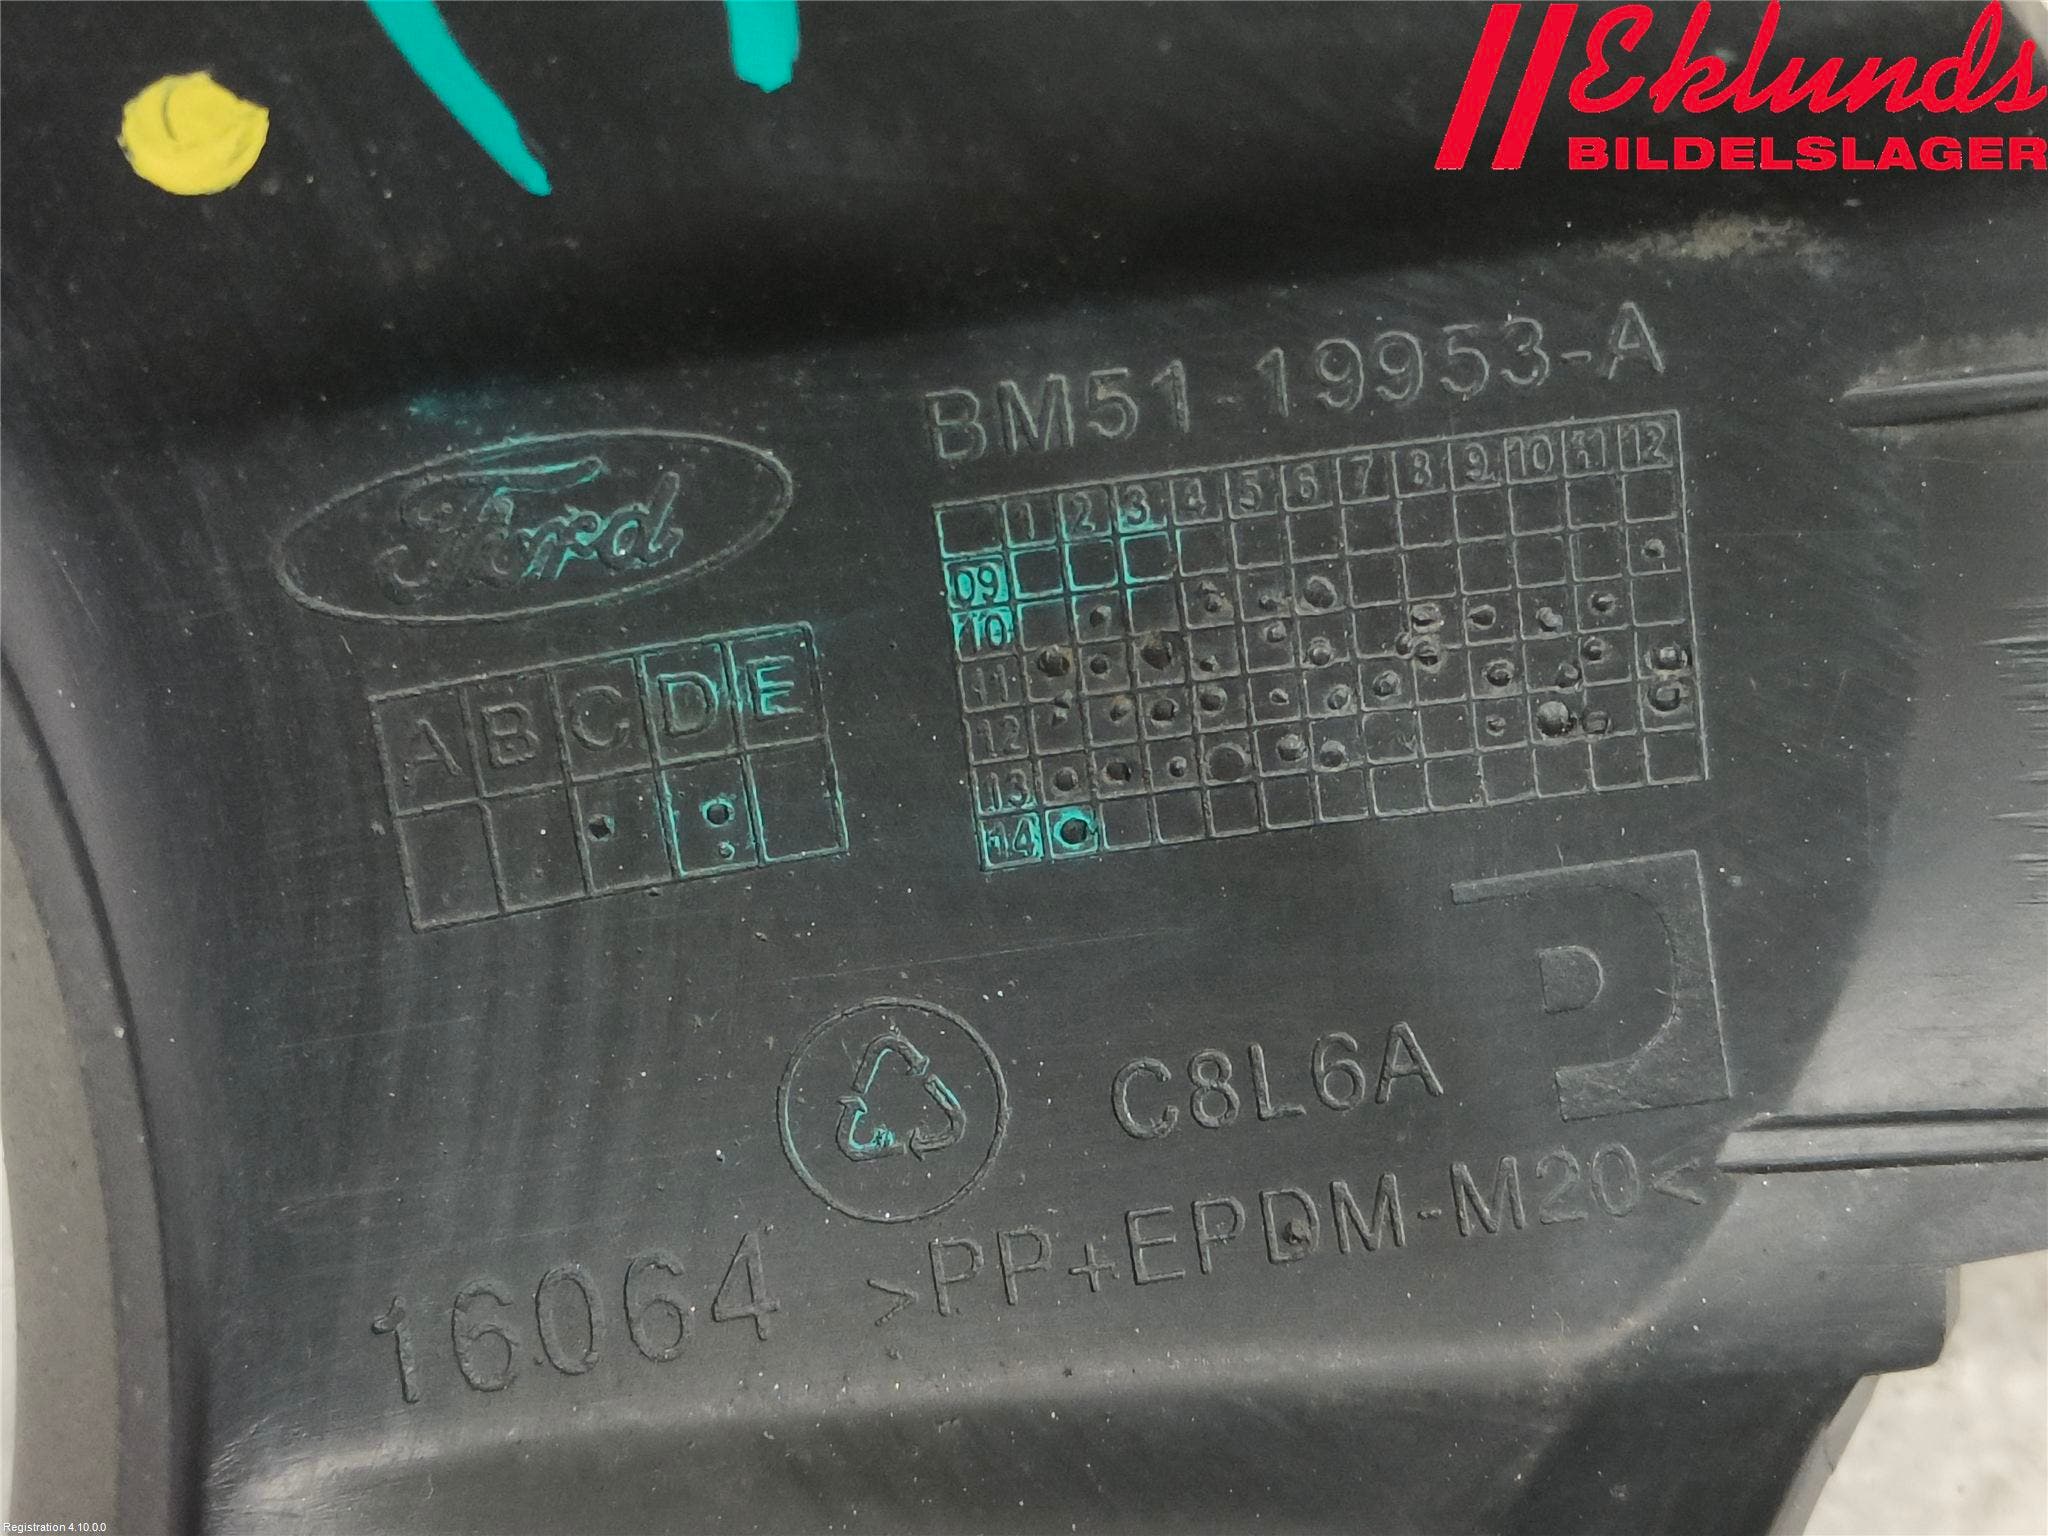 Eklunds
BILDELSLAGER
BM51-19953-A
Ford
1 2 3 4 5 6 7 8 9 10 11 12
09
10
11
12
13
14
A B C D E
C8L6A
16064 >PP+EPDM-M20<
Registration 4.10.0.0